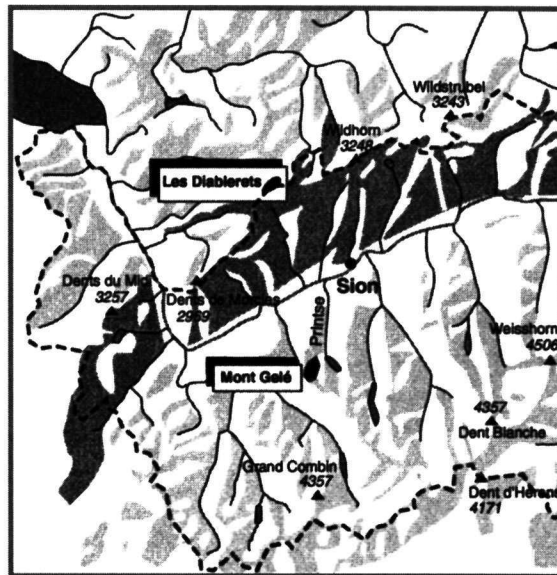 Wildstrubel
3243
Wildhorn
3248
Les Diablerets
Dents du Midi
3257
Dents de Morcles
2969
Sion
Printse
Weisshorn
4506
Mont Gelé
4357
Dent Blanche
Grand Combin
4357
Dent d'Hérens
4171